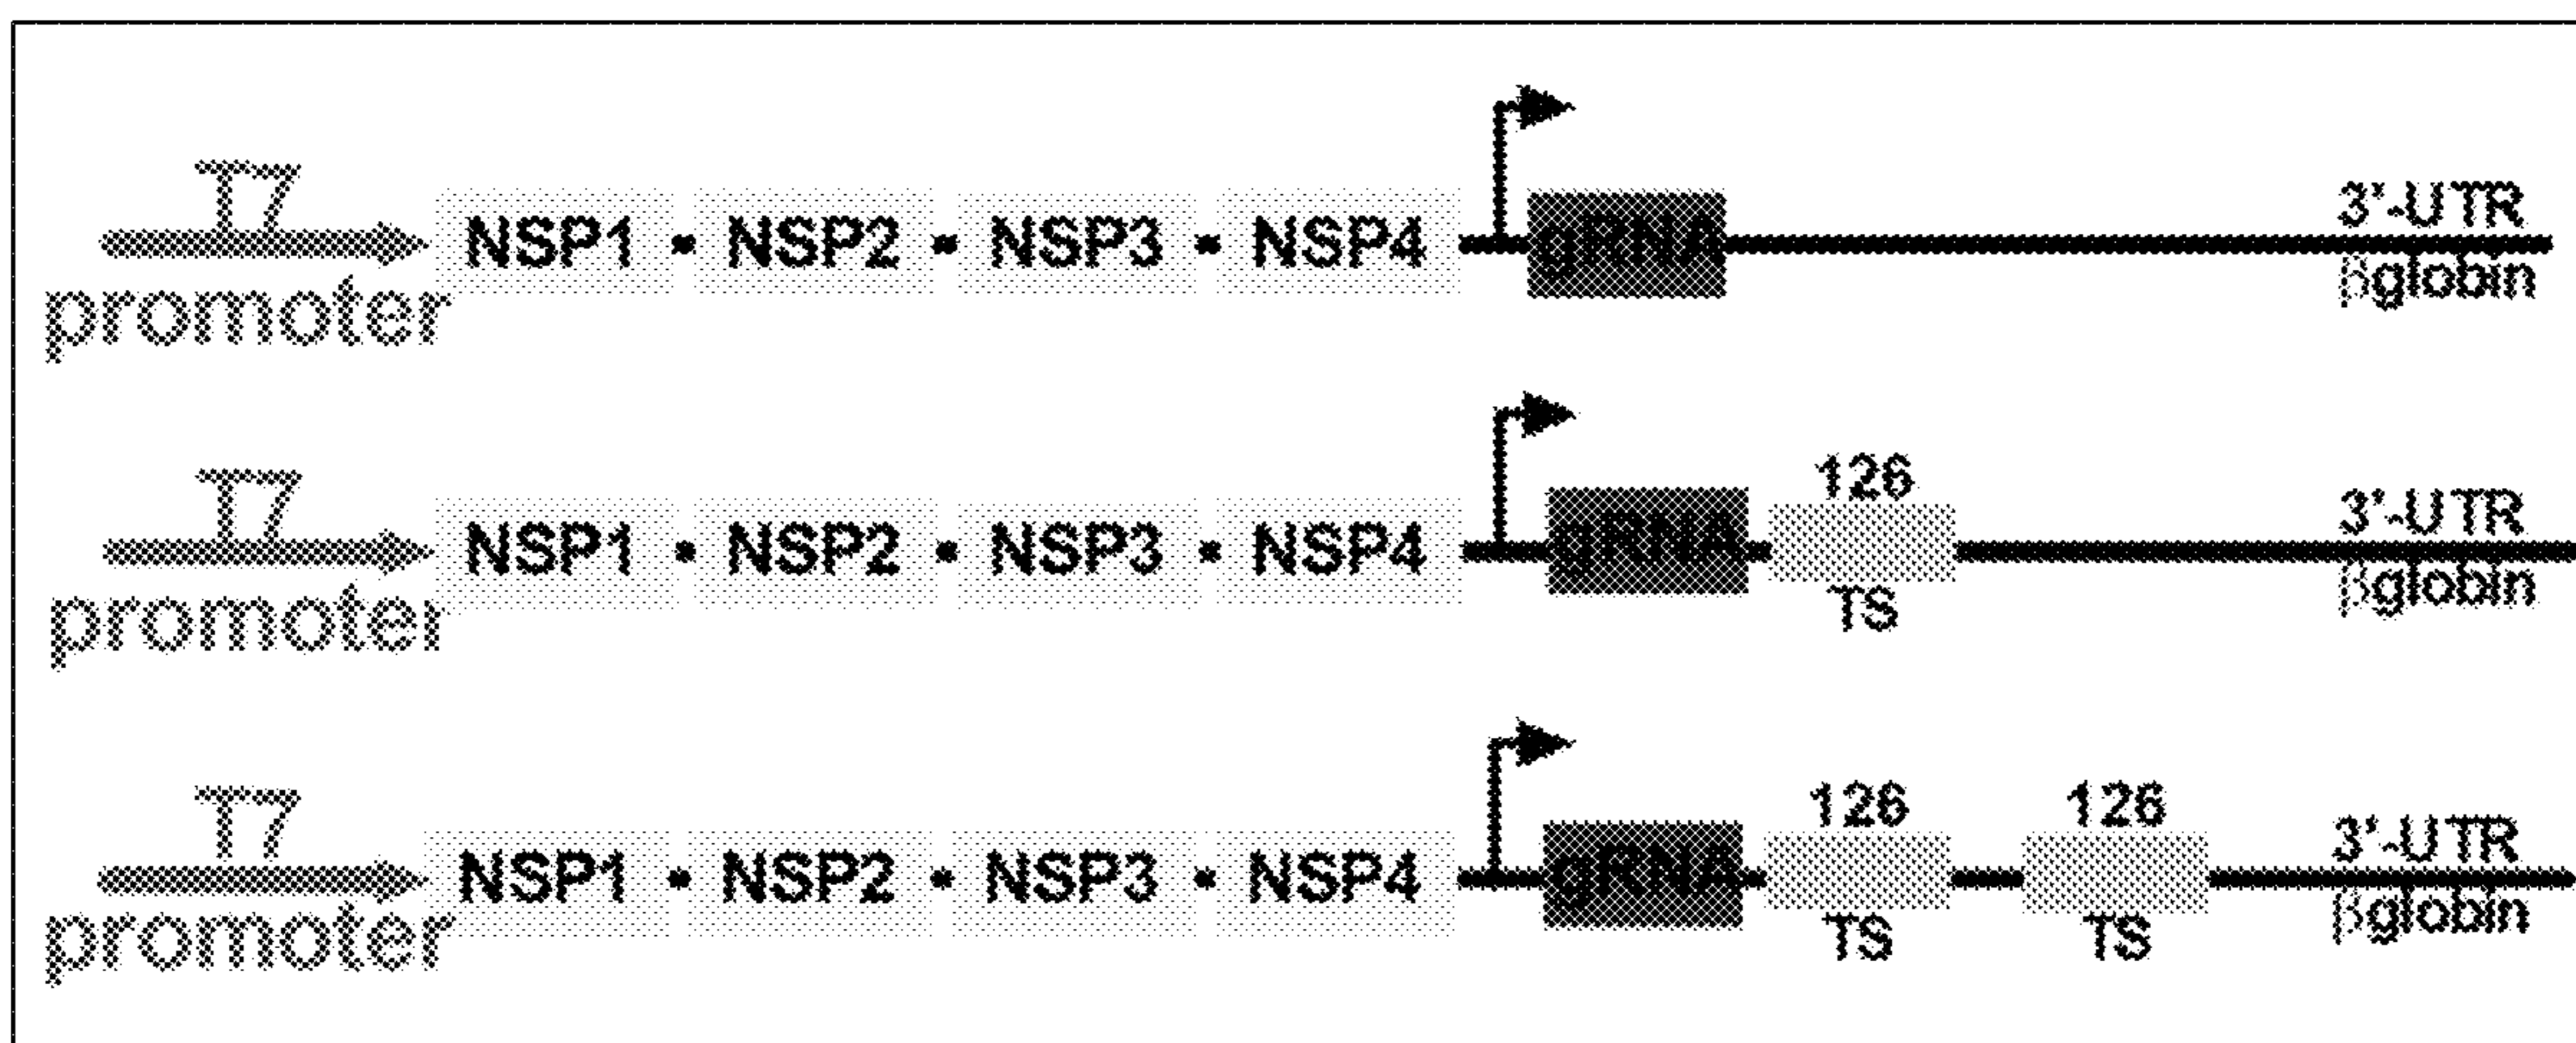 T7
promoter
NSP1 • NSP2 • NSP3 • NSP4
gRNA
3'-UTR
βglobin
T7
promoter
NSP1 • NSP2 • NSP3 • NSP4
gRNA
126
TS
3'-UTR
βglobin
T7
promoter
NSP1 • NSP2 • NSP3 • NSP4
gRNA
126
TS
126
TS
3'-UTR
βglobin